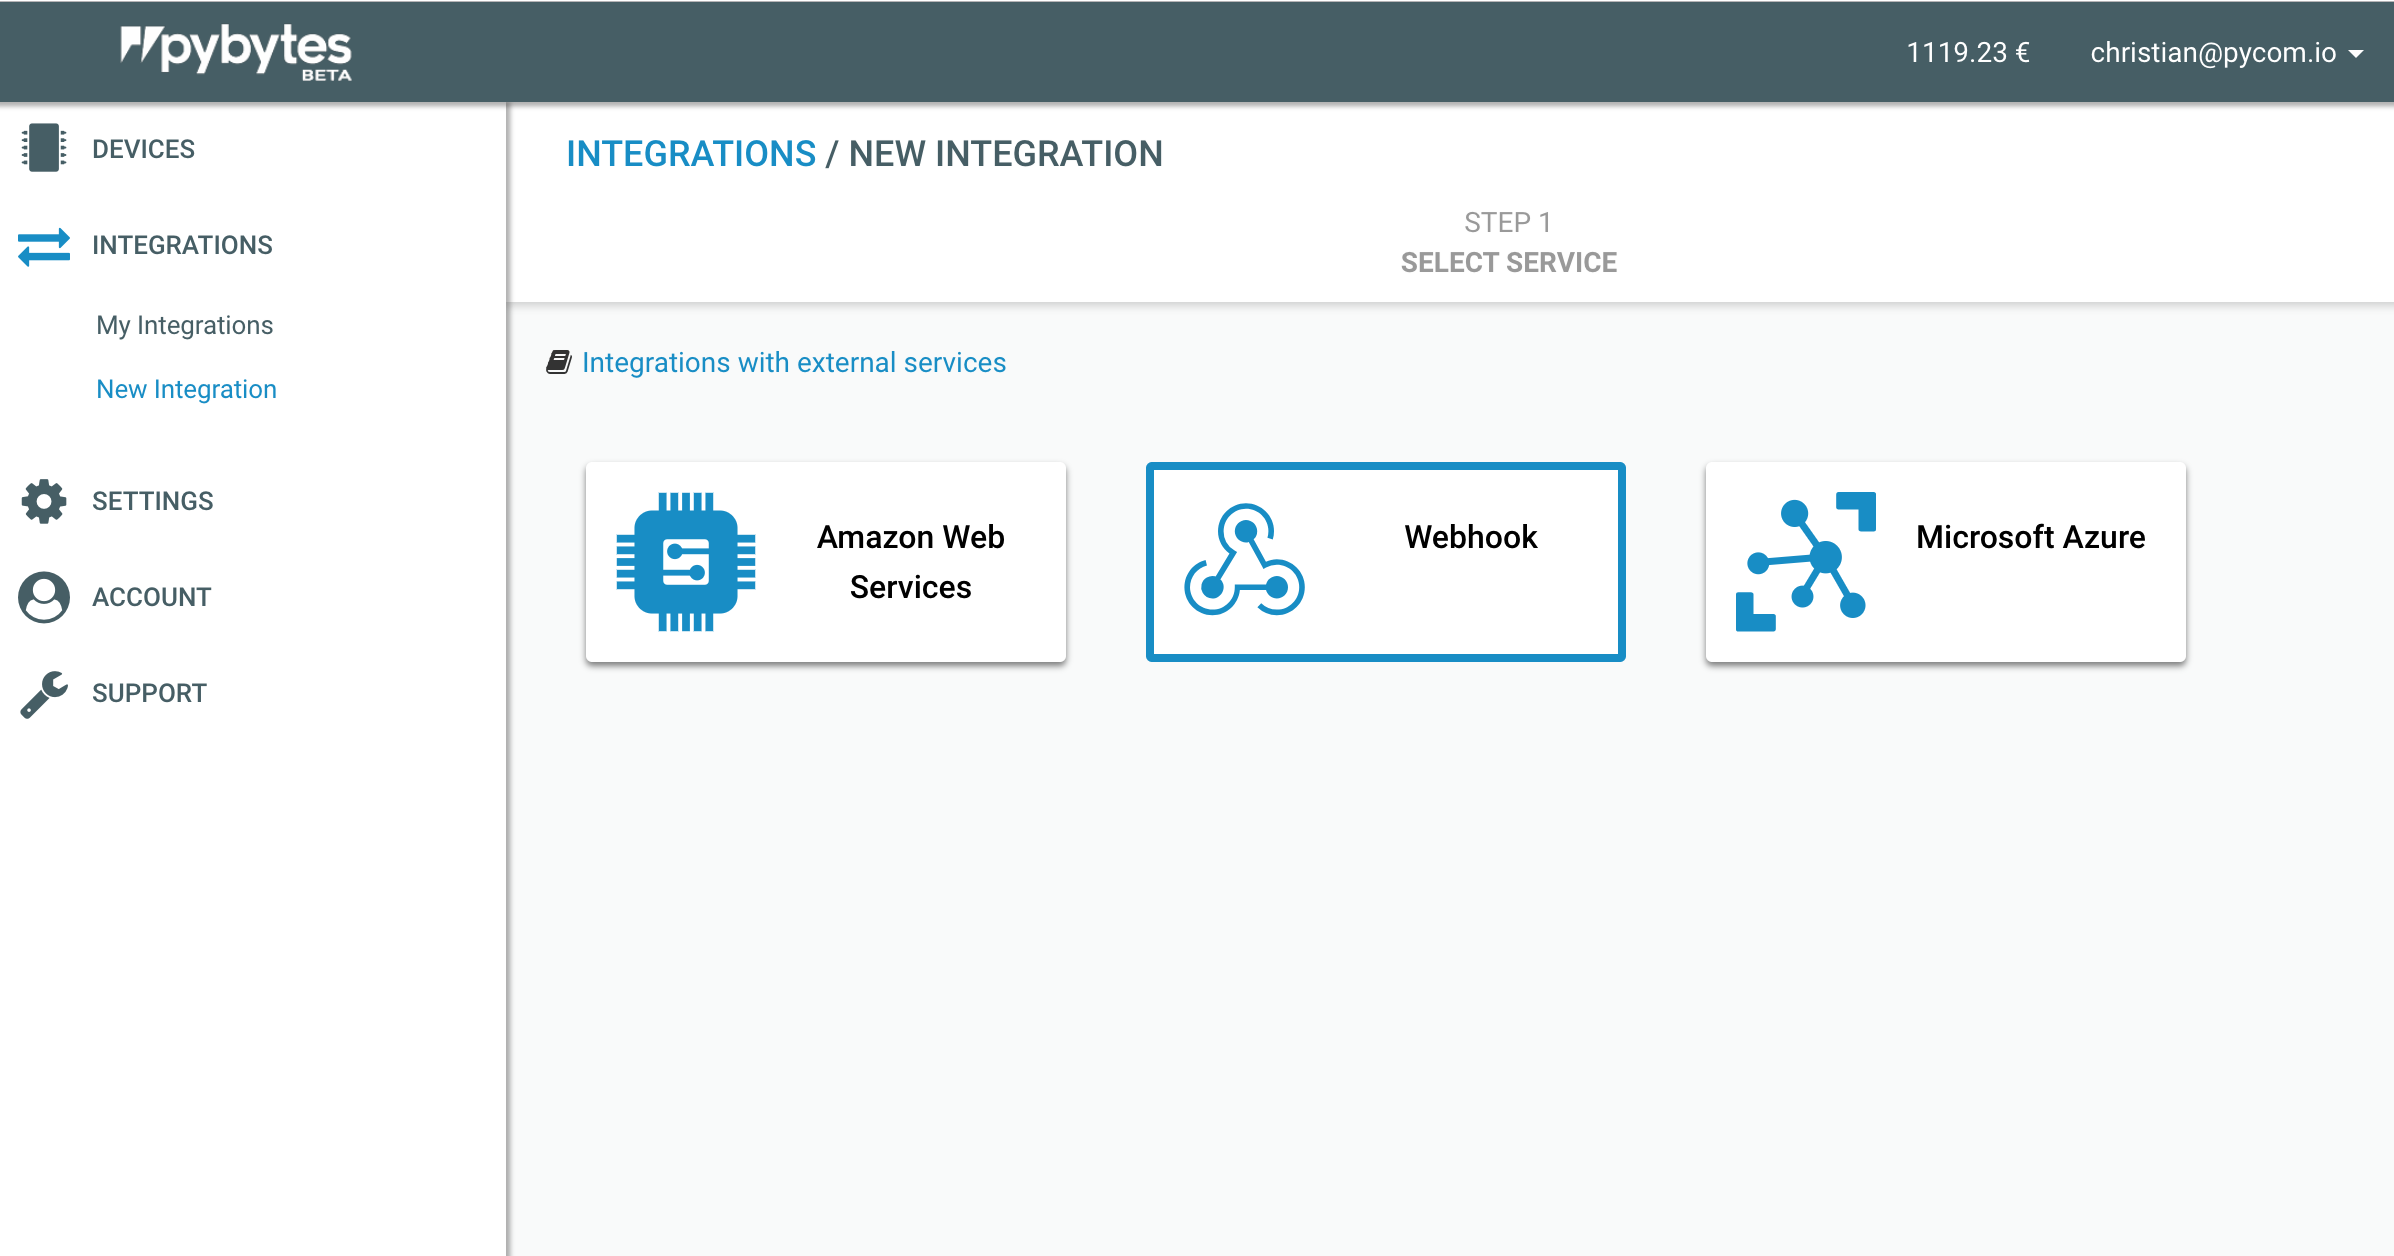 pybytes
BETA
1119.23 €
christian@pycom.io
DEVICES
INTEGRATIONS
My Integrations
New Integration
SETTINGS
ACCOUNT
SUPPORT
INTEGRATIONS / NEW INTEGRATION
STEP 1
SELECT SERVICE
Integrations with external services
Amazon Web
Services
Webhook
Microsoft Azure